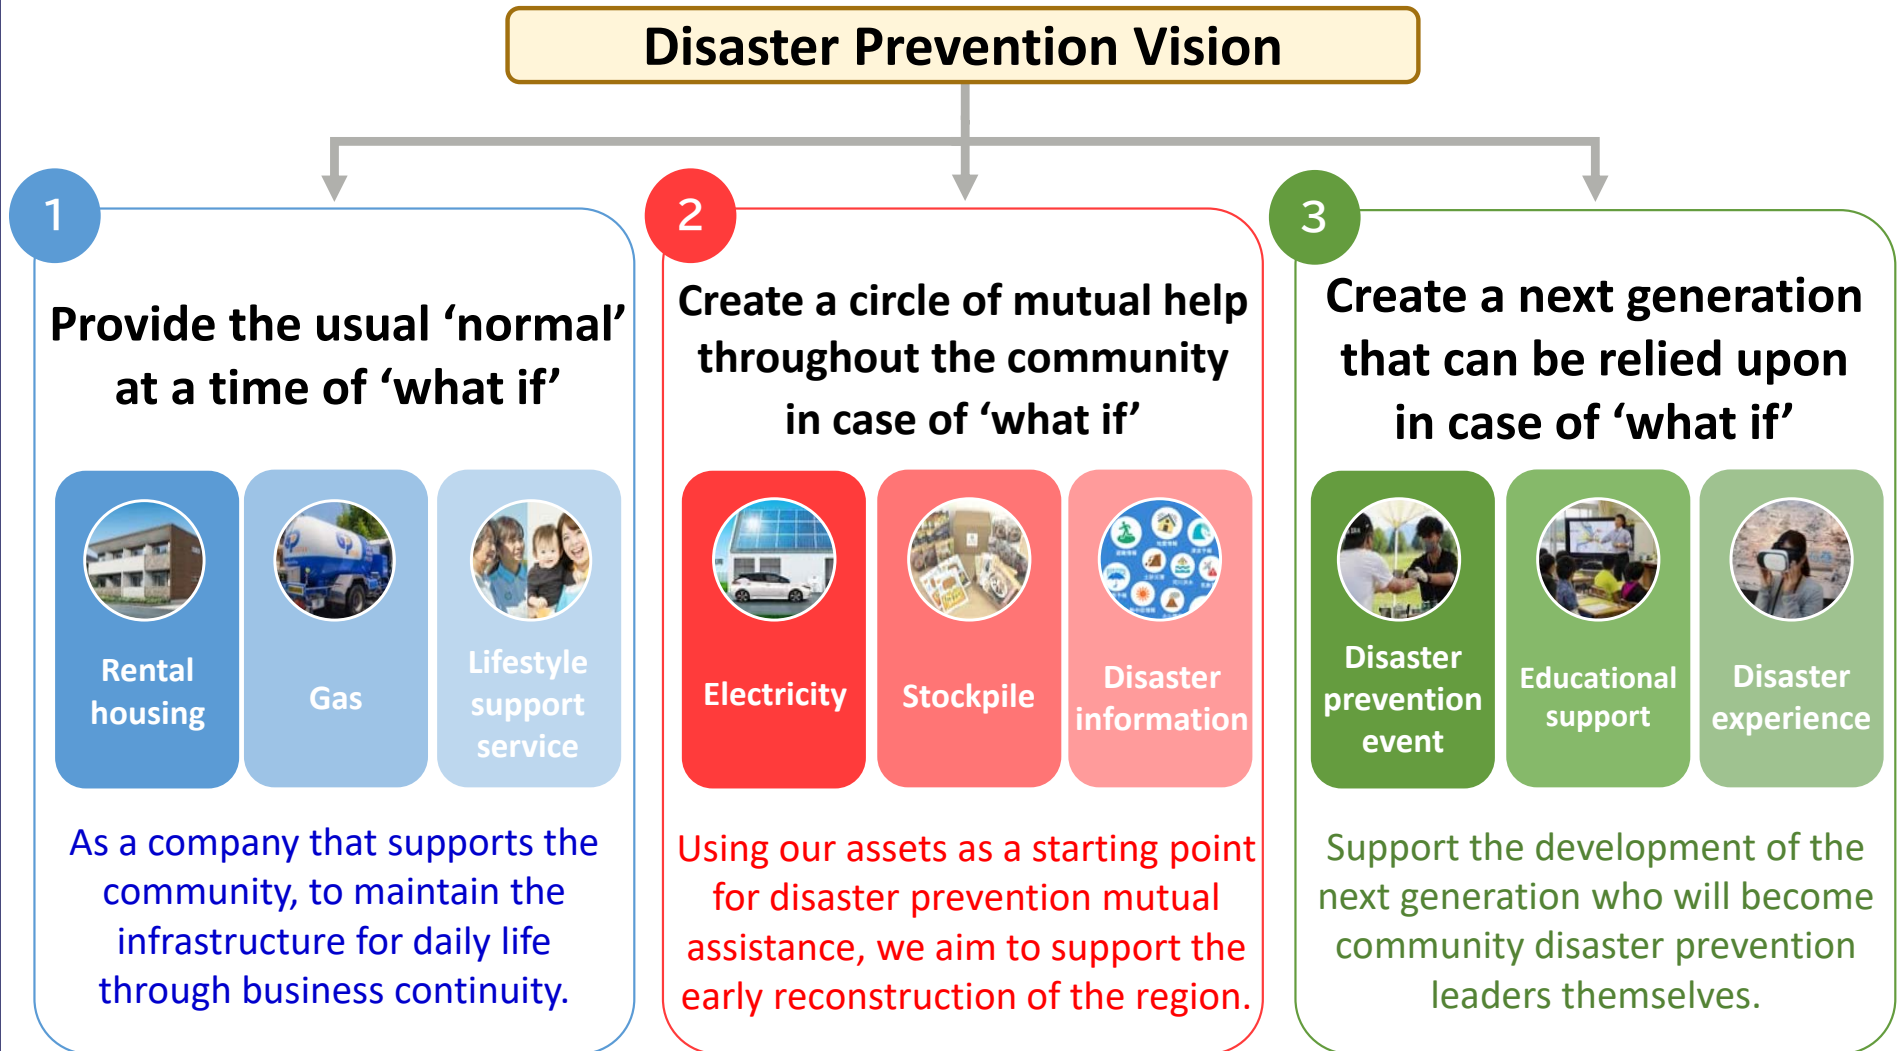 Disaster Prevention Vision
1
Provide the usual ‘normal’
at a time of ‘what if’
Rental
housing
Gas
Lifestyle
support
service
As a company that supports the
community, to maintain the
infrastructure for daily life
through business continuity.
2
Create a circle of mutual help
throughout the community
in case of ‘what if’
Electricity
Stockpile
Disaster
information
Using our assets as a starting point
for disaster prevention mutual
assistance, we aim to support the
early reconstruction of the region.
3
Create a next generation
that can be relied upon
in case of ‘what if’
Disaster
prevention
event
Educational
support
Disaster
experience
Support the development of the
next generation who will become
community disaster prevention
leaders themselves.